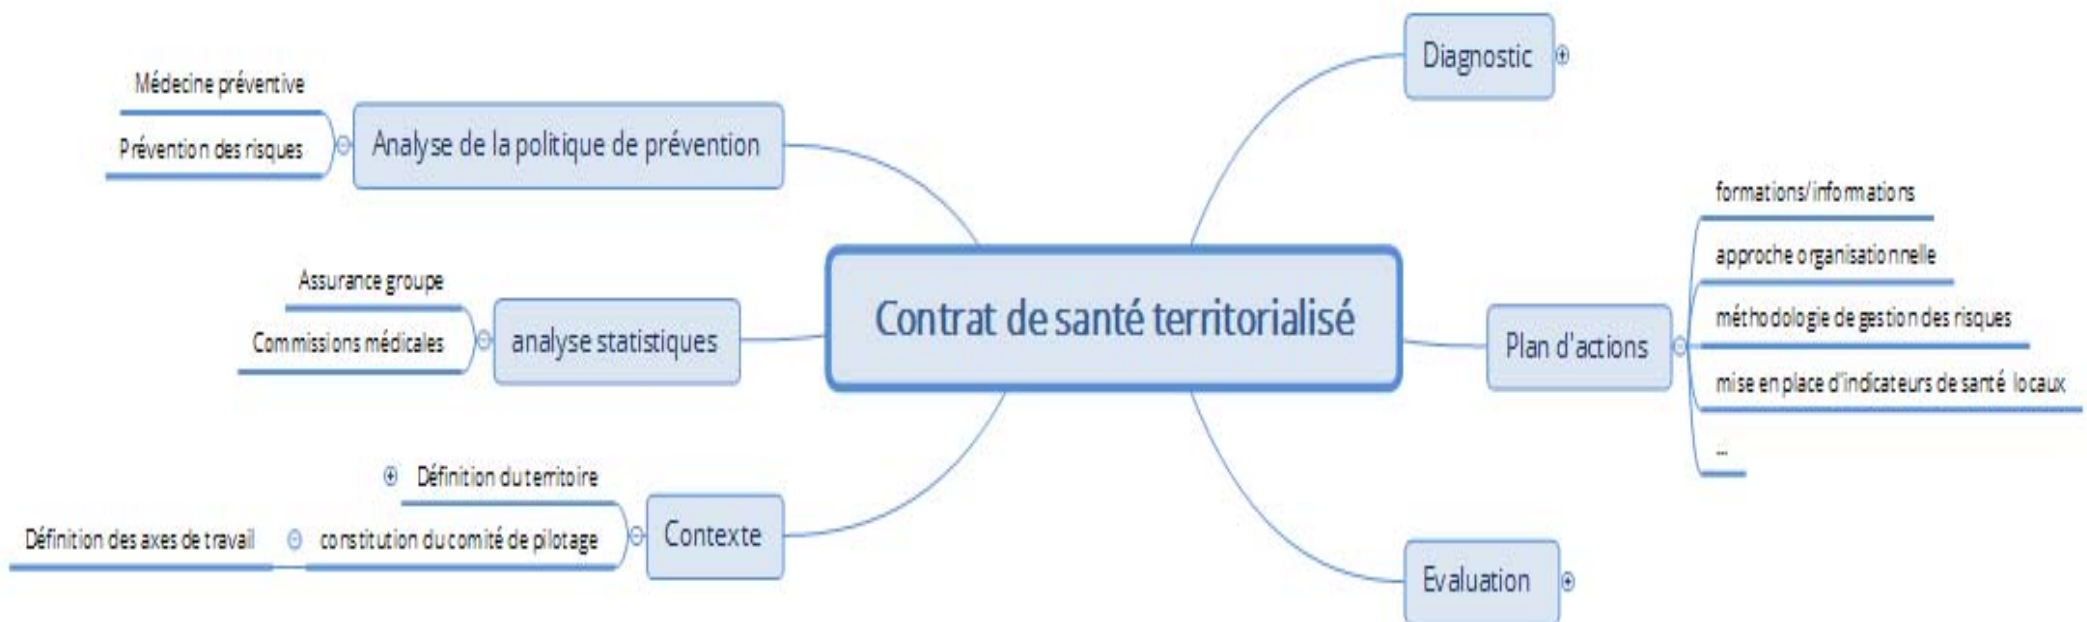 Diagnostic
Médecine préventive
Prévention des risques
Analyse de la politique de prévention
formations/informations
approche organisationnelle
méthodologie de gestion des risques
mise en place d'indicateurs de santé locaux
...
Plan d'actions
Contrat de santé territorialisé
Assurance groupe
Commissions médicales
analyse statistiques
Définition du territoire
Définition des axes de travail
constitution du comité de pilotage
Contexte
Evaluation